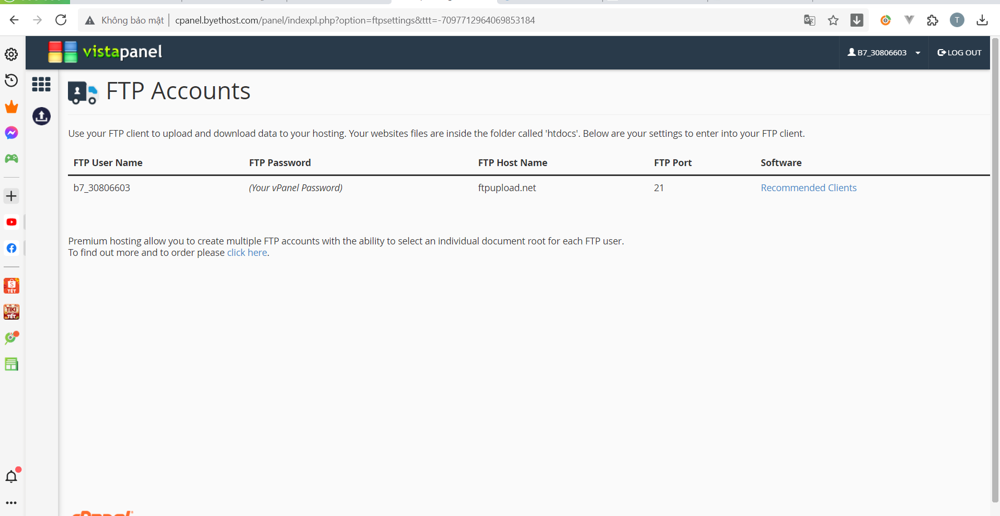 Không bảo mật
cpanel.byethost.com/panel/indexpl.php?option=ftpsettings&ttt=-7097712964069853184
T
vistapanel
B7_30806603
LOG OUT
FTP Accounts
Use your FTP client to upload and download data to your hosting. Your websites files are inside the folder called 'htdocs'. Below are your settings to enter into your FTP client.
FTP User Name FTP Password FTP Host Name FTP Port Software
b7_30806603 (Your vPanel Password) ftpupload.net 21 Recommended Clients
Premium hosting allow you to create multiple FTP accounts with the ability to select an individual document root for each FTP user.
To find out more and to order please click here.
S
TẾT
TIKI
TẾT
cPanel